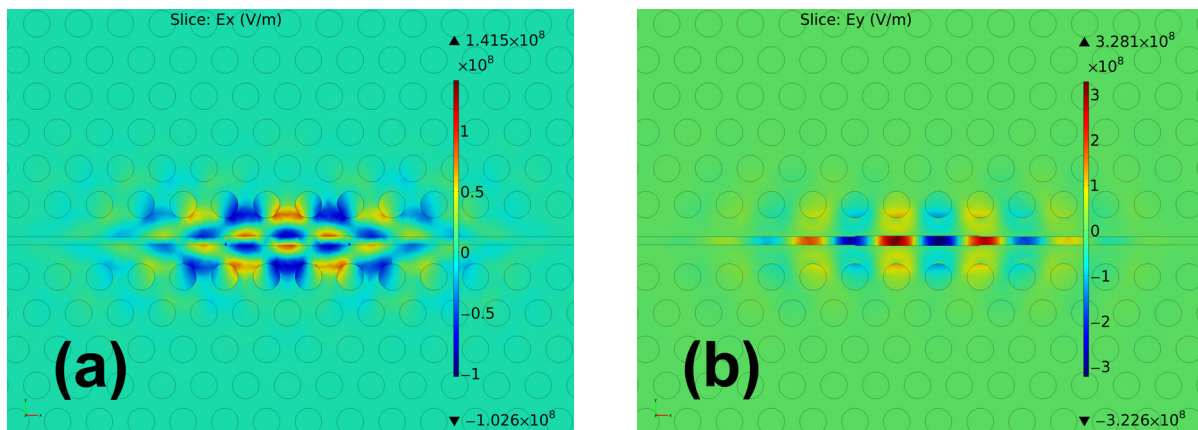 Slice: Ex (V/m)
▲ 1.415×10⁸
×10⁸
1
0.5
0
−0.5
−1
▼ −1.026×10⁸
(a)
y
z x
Slice: Ey (V/m)
▲ 3.281×10⁸
×10⁸
3
2
1
0
−1
−2
−3
▼ −3.226×10⁸
(b)
y
z x